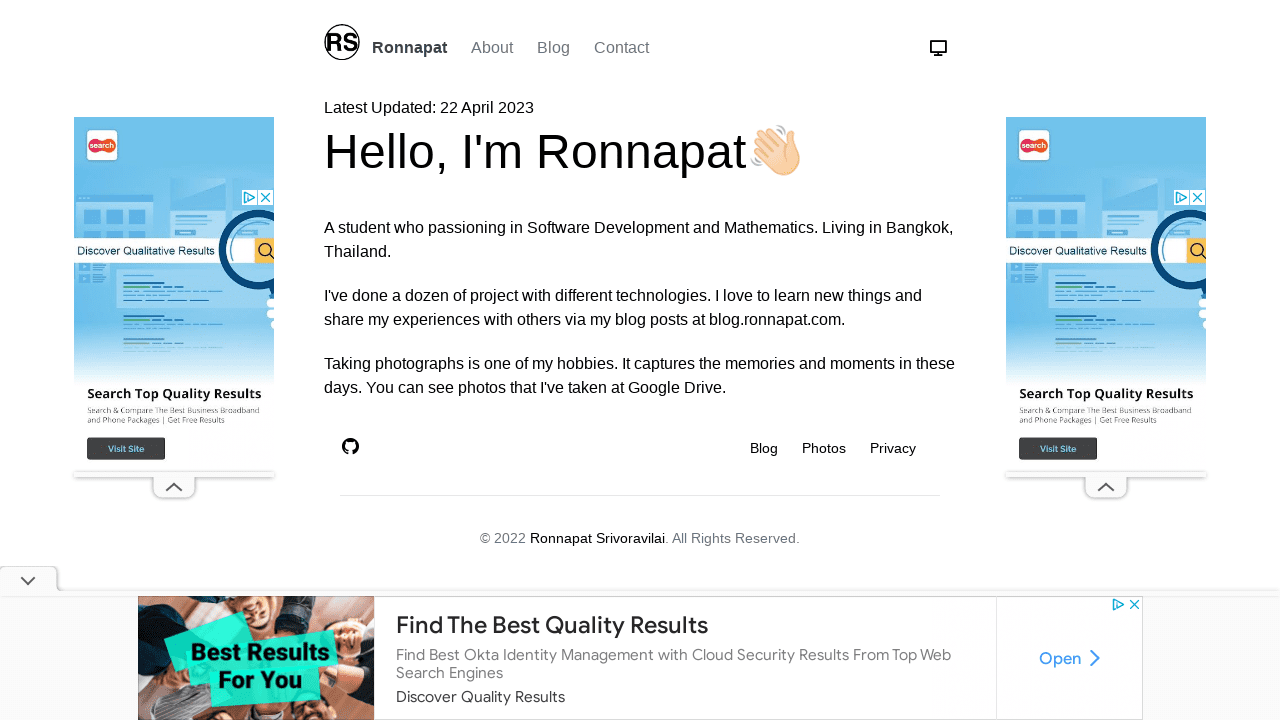 RS
Ronnapat About Blog Contact
Latest Updated: 22 April 2023
Hello, I'm Ronnapat👋🏻
A student who passioning in Software Development and Mathematics. Living in Bangkok,
Thailand.
I've done a dozen of project with different technologies. I love to learn new things and
share my experiences with others via my blog posts at blog.ronnapat.com.
Taking photographs is one of my hobbies. It captures the memories and moments in these
days. You can see photos that I've taken at Google Drive.
Blog Photos Privacy
© 2022 Ronnapat Srivoravilai. All Rights Reserved.
search
Discover Qualitative Results
Search Top Quality Results
Search & Compare The Best Business Broadband
and Phone Packages | Get Free Results
Visit Site
search
Discover Qualitative Results
Search Top Quality Results
Search & Compare The Best Business Broadband
and Phone Packages | Get Free Results
Visit Site
Best Results
For You
Find The Best Quality Results
Find Best Okta Identity Management with Cloud Security Results From Top Web
Search Engines
Discover Quality Results
Open